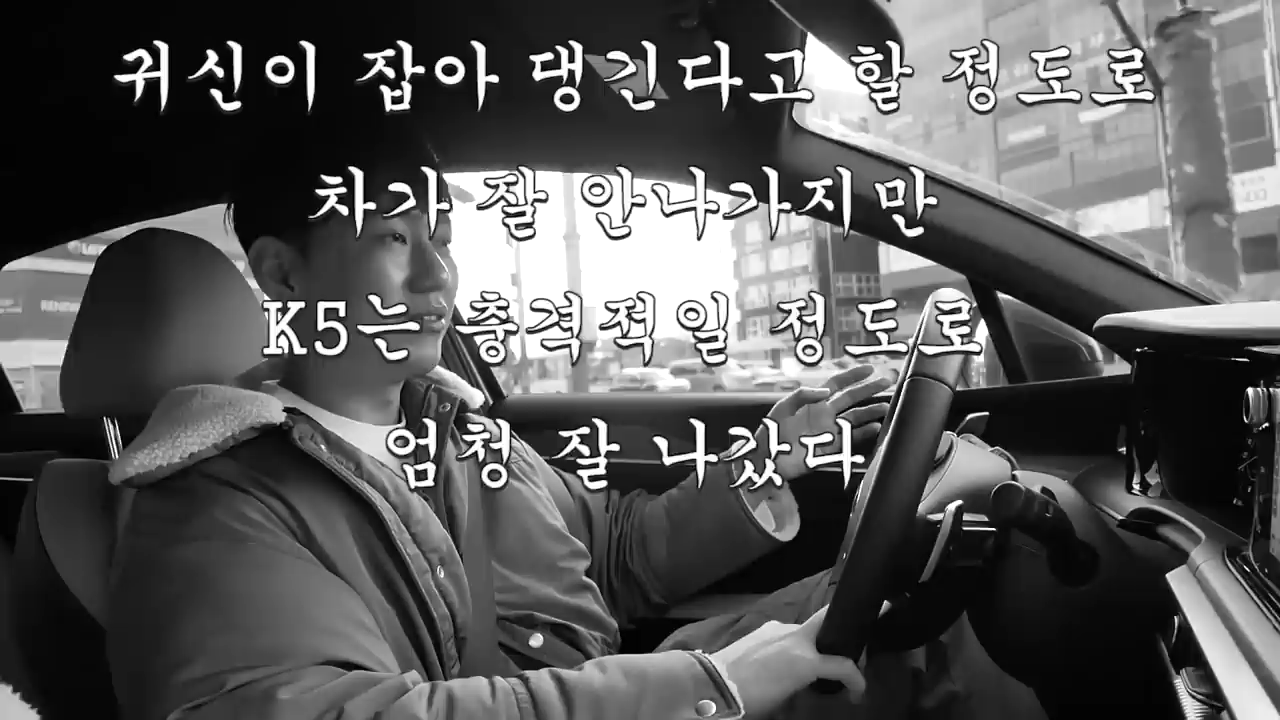 귀신이 잡아 댕긴다고 할 정도로
차가 잘 안나가지만
K5는 충격적일 정도로
엄청 잘 나갔다